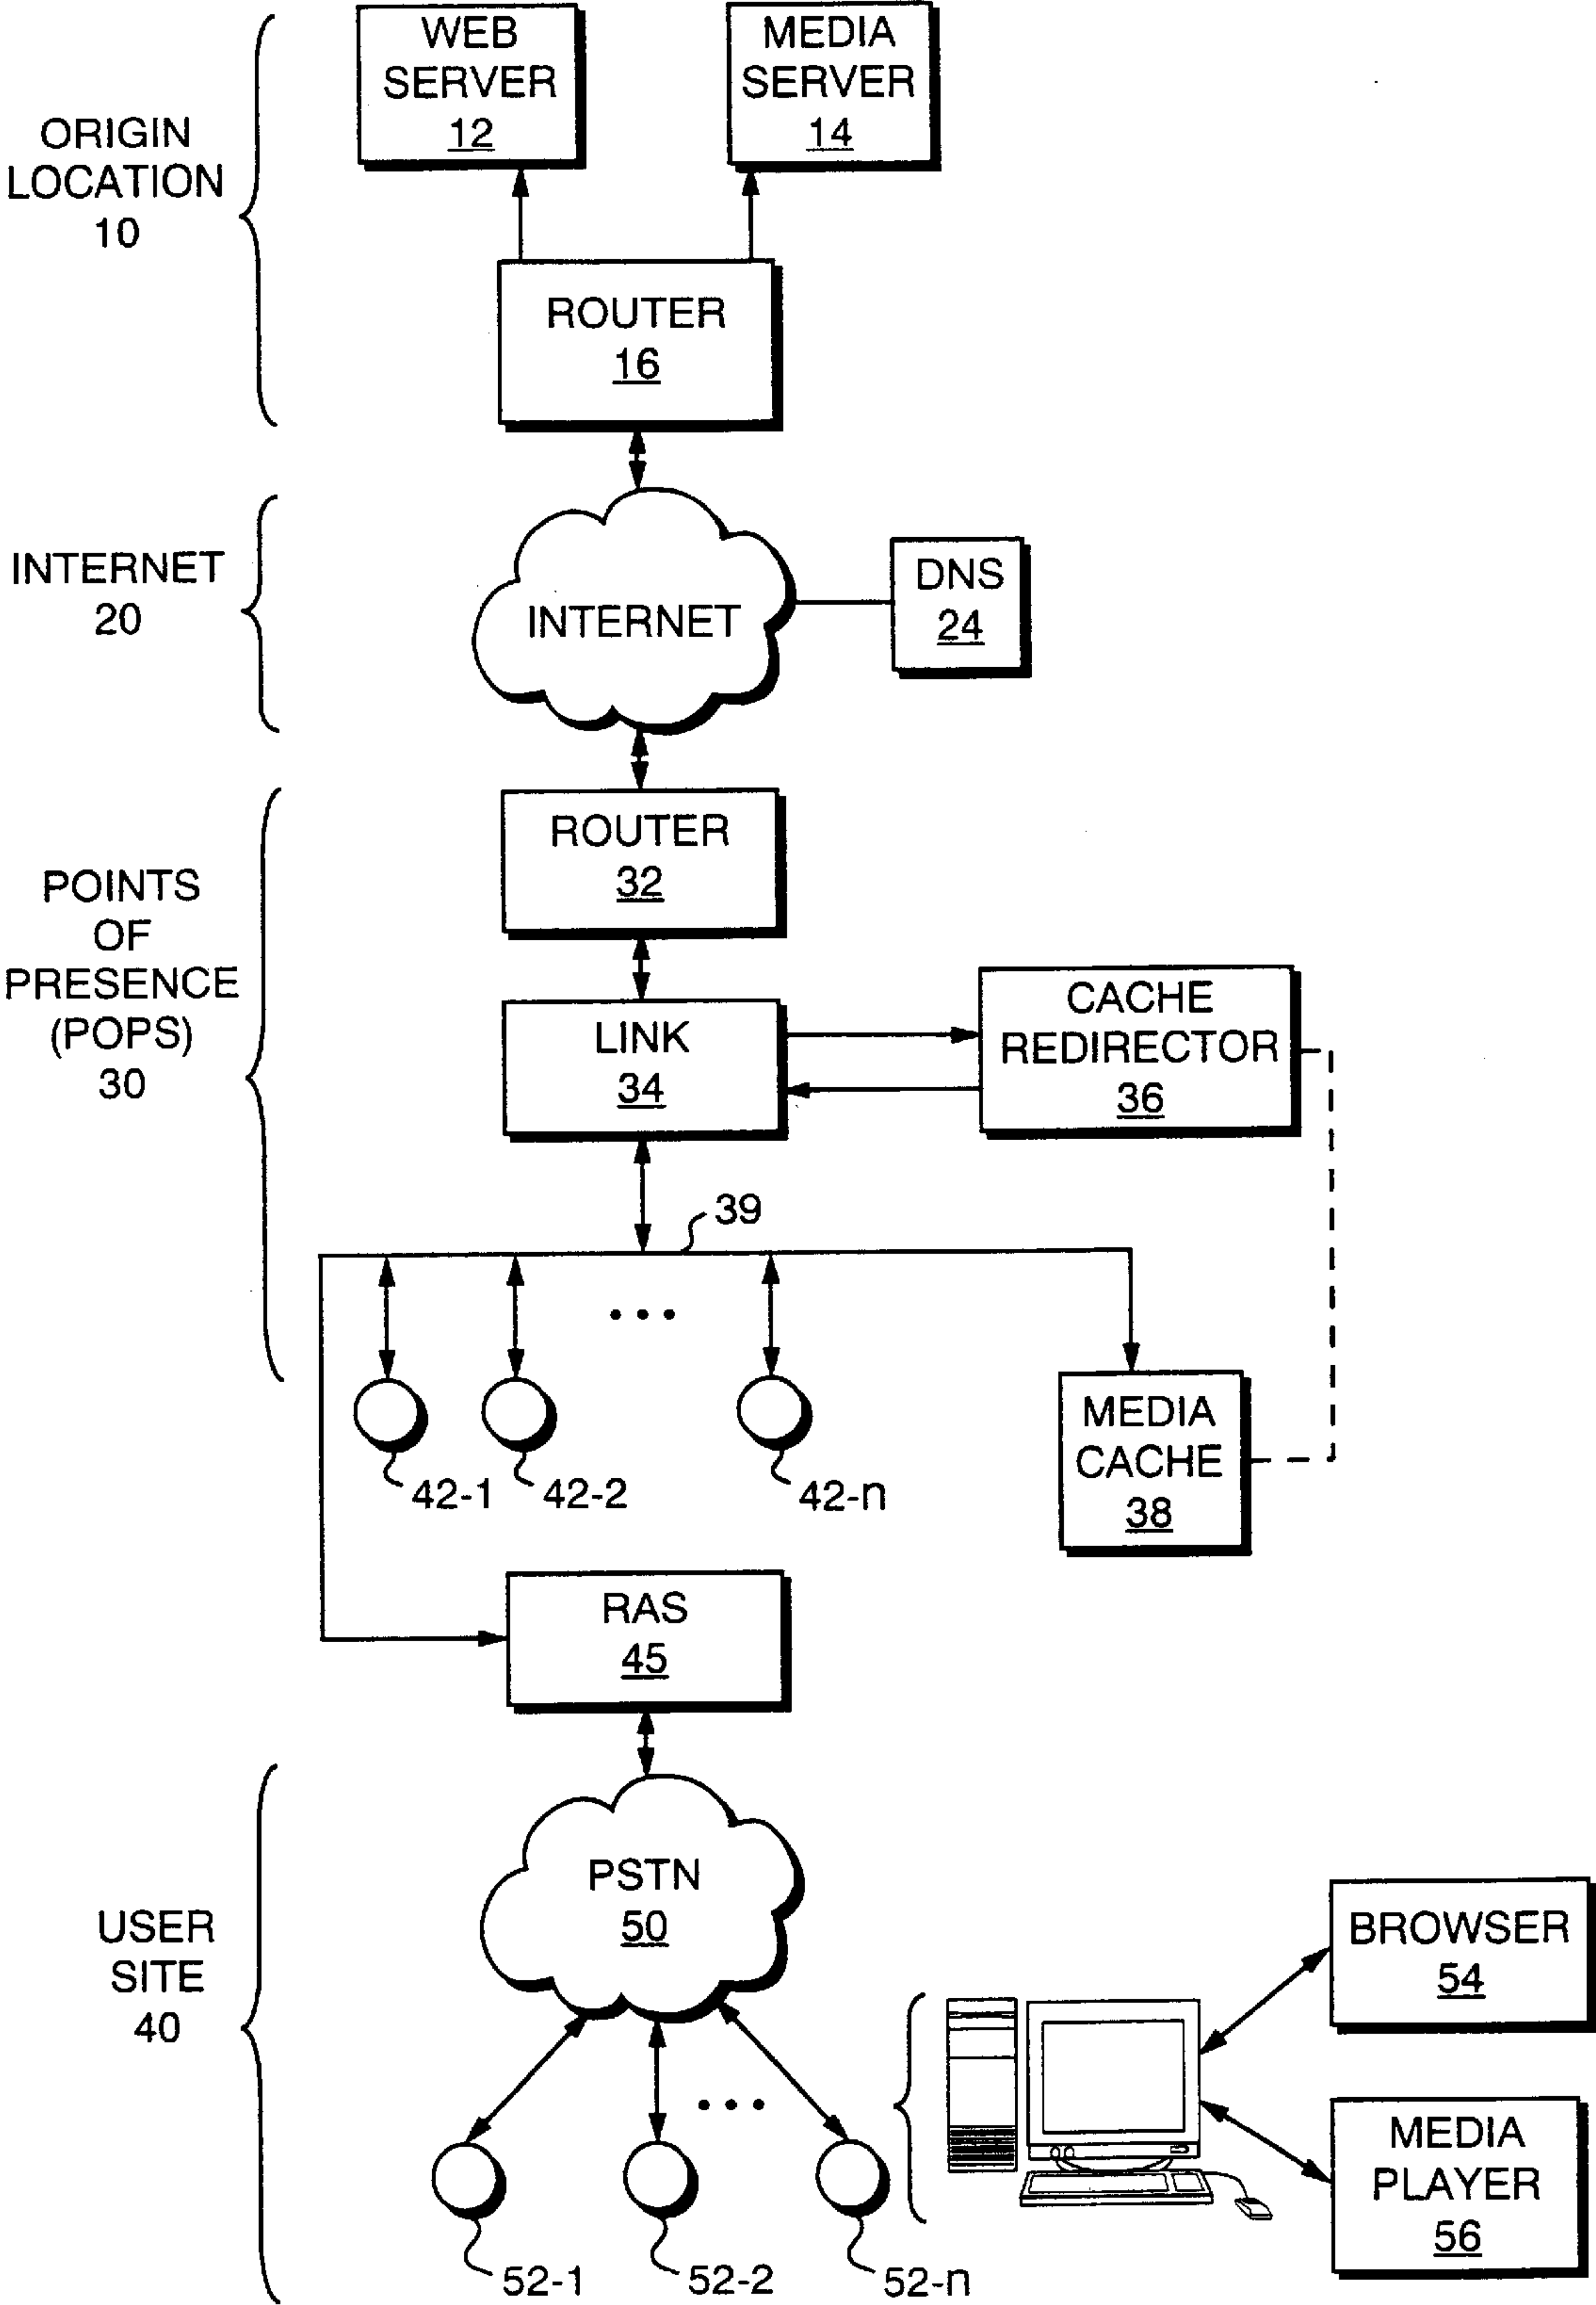 WEB
SERVER
12
MEDIA
SERVER
14
ORIGIN
LOCATION
10
ROUTER
16
INTERNET
20
INTERNET
DNS
24
ROUTER
32
POINTS
OF
PRESENCE
(POPS)
30
LINK
34
CACHE
REDIRECTOR
36
39
42-1
42-2
42-n
MEDIA
CACHE
38
RAS
45
PSTN
50
USER
SITE
40
BROWSER
54
MEDIA
PLAYER
56
52-1
52-2
52-n